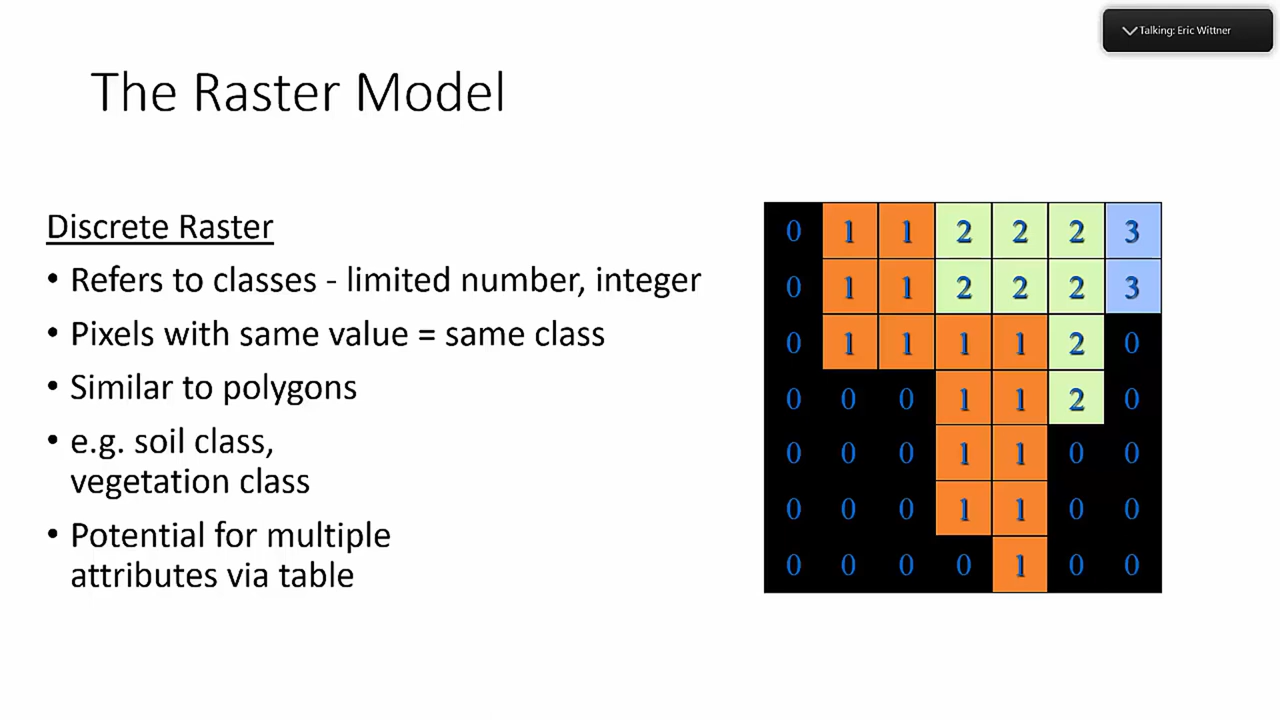 Talking: Eric Wittner
The Raster Model
Discrete Raster
• Refers to classes - limited number, integer
• Pixels with same value = same class
• Similar to polygons
• e.g. soil class,
vegetation class
• Potential for multiple
attributes via table
0 1 1 2 2 2 3
0 1 1 2 2 2 3
0 1 1 1 1 2 0
0 0 0 1 1 2 0
0 0 0 1 1 0 0
0 0 0 1 1 0 0
0 0 0 0 1 0 0